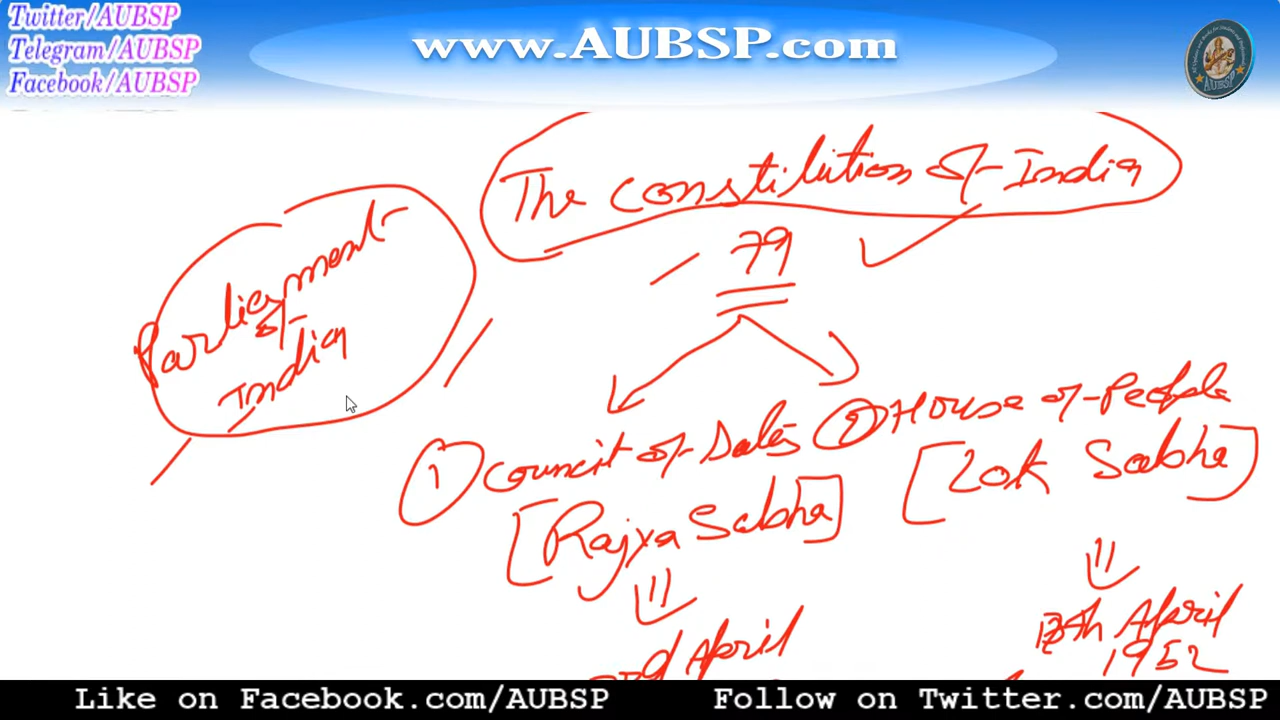 Twitter/AUBSP
Telegram/AUBSP
Facebook/AUBSP
www.AUBSP.com
AUBSP
The Constitution of India
79
Parliament
of
India
1 Council of States
[Rajya Sabha]
2 House of People
[Lok Sabha]
April
April
1952
Like on Facebook.com/AUBSP
Follow on Twitter.com/AUBSP